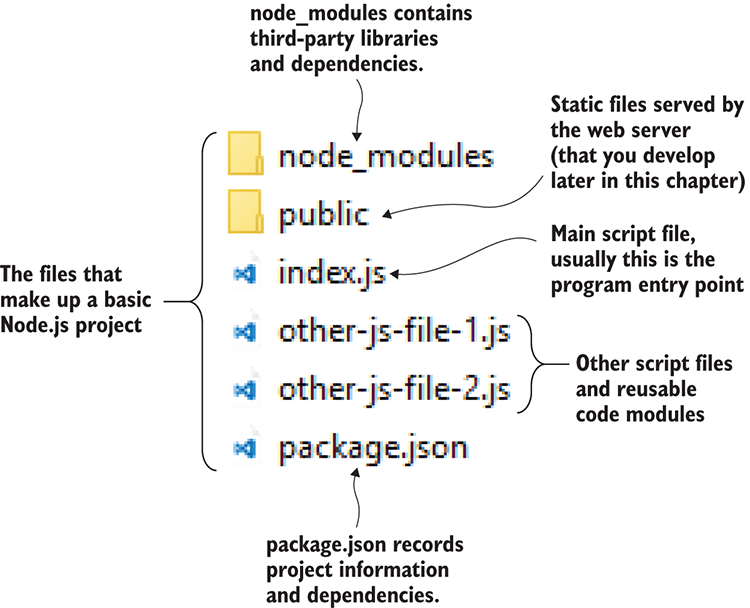 node_modules contains
third-party libraries
and dependencies.
Static files served by
the web server
(that you develop
later in this chapter)
node_modules
public
Main script file,
usually this is the
program entry point
index.js
The files that
make up a basic
Node.js project
other-js-file-1.js
other-js-file-2.js
Other script files
and reusable
code modules
package.json
package.json records
project information
and dependencies.